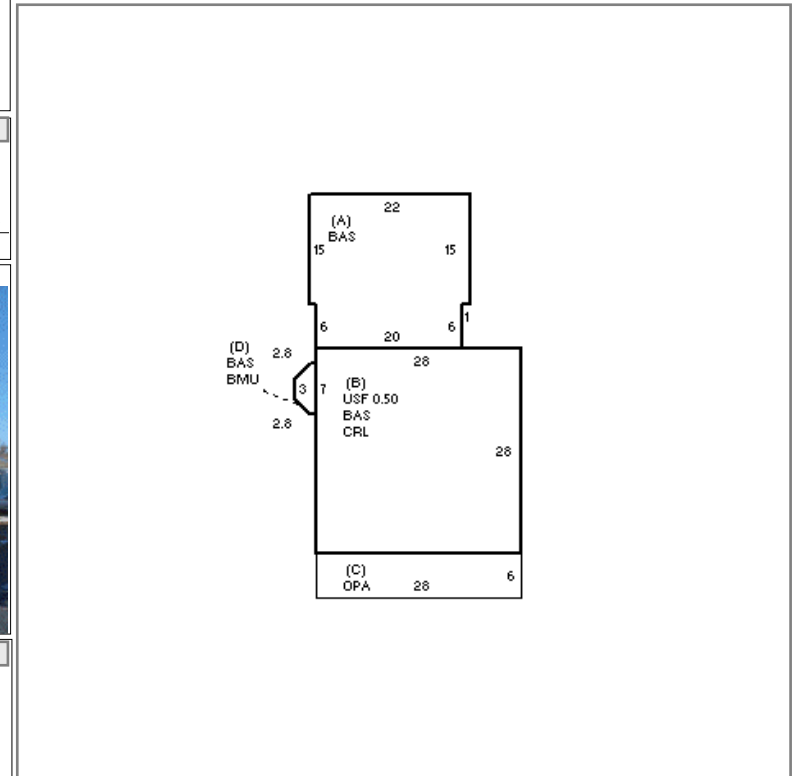 22
(A)
BAS
15
15
1
6
6
20
(D)
BAS
BMU
2.8
28
3
7
(B)
USF 0.50
BAS
CRL
2.8
28
(C)
OPA
28
6